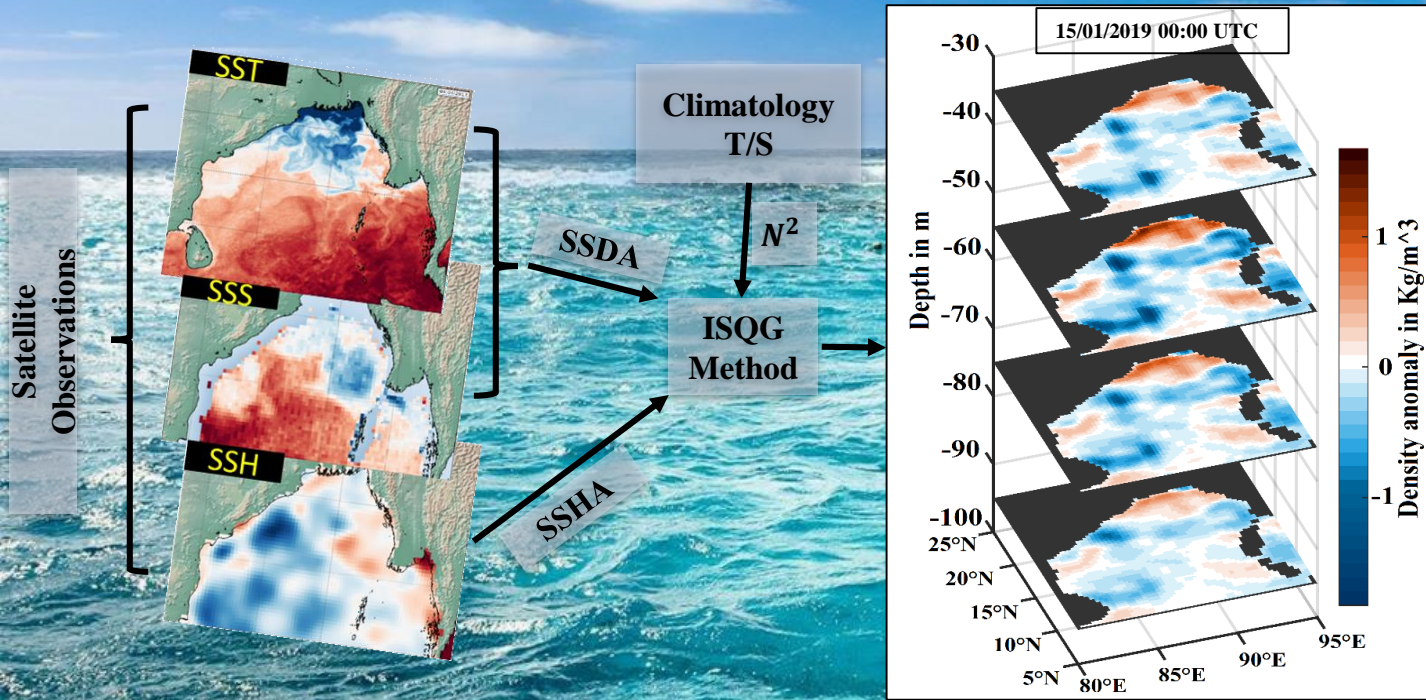 Satellite
Observations
SST
SSS
SSH
SSDA
SSHA
Climatology
T/S
N²
ISQG
Method
15/01/2019 00:00 UTC
Depth in m
-30
-40
-50
-60
-70
-80
-90
-100
25°N
20°N
15°N
10°N
5°N
80°E
85°E
90°E
95°E
1
0
-1
Density anomaly in Kg/m^3